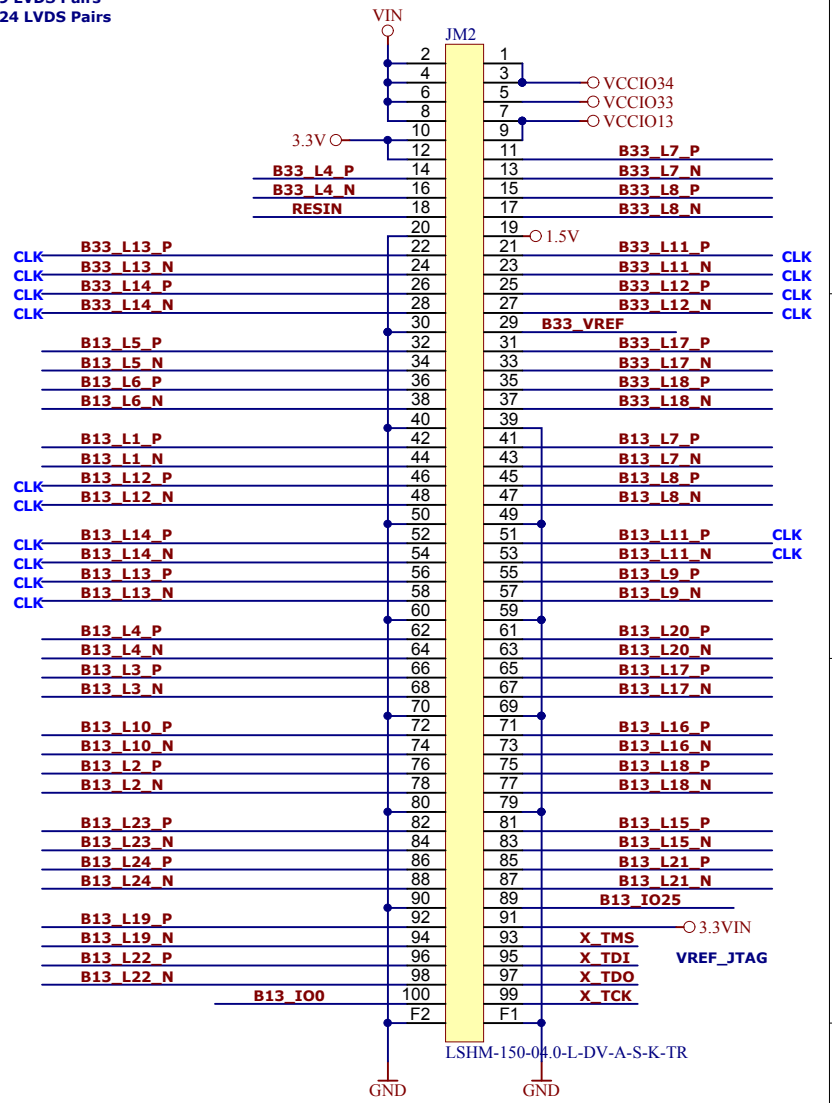 24 LVDS Pairs
VIN
JM2
2 1
4 3 VCCIO34
6 5 VCCIO33
8 7 VCCIO13
3.3V 10 9
12 11 B33_L7_P
B33_L4_P 14 13 B33_L7_N
B33_L4_N 16 15 B33_L8_P
RESIN 18 17 B33_L8_N
20 19 1.5V
CLK B33_L13_P 22 21 B33_L11_P CLK
CLK B33_L13_N 24 23 B33_L11_N CLK
CLK B33_L14_P 26 25 B33_L12_P CLK
CLK B33_L14_N 28 27 B33_L12_N CLK
30 29 B33_VREF
B13_L5_P 32 31 B33_L17_P
B13_L5_N 34 33 B33_L17_N
B13_L6_P 36 35 B33_L18_P
B13_L6_N 38 37 B33_L18_N
40 39
B13_L1_P 42 41 B13_L7_P
B13_L1_N 44 43 B13_L7_N
CLK B13_L12_P 46 45 B13_L8_P
CLK B13_L12_N 48 47 B13_L8_N
50 49
CLK B13_L14_P 52 51 B13_L11_P CLK
CLK B13_L14_N 54 53 B13_L11_N CLK
CLK B13_L13_P 56 55 B13_L9_P
CLK B13_L13_N 58 57 B13_L9_N
60 59
B13_L4_P 62 61 B13_L20_P
B13_L4_N 64 63 B13_L20_N
B13_L3_P 66 65 B13_L17_P
B13_L3_N 68 67 B13_L17_N
70 69
B13_L10_P 72 71 B13_L16_P
B13_L10_N 74 73 B13_L16_N
B13_L2_P 76 75 B13_L18_P
B13_L2_N 78 77 B13_L18_N
80 79
B13_L23_P 82 81 B13_L15_P
B13_L23_N 84 83 B13_L15_N
B13_L24_P 86 85 B13_L21_P
B13_L24_N 88 87 B13_L21_N
90 89 B13_IO25
B13_L19_P 92 91 3.3VIN
B13_L19_N 94 93 X_TMS
B13_L22_P 96 95 X_TDI VREF_JTAG
B13_L22_N 98 97 X_TDO
B13_IO0 100 99 X_TCK
F2 F1
LSHM-150-04.0-L-DV-A-S-K-TR
GND GND